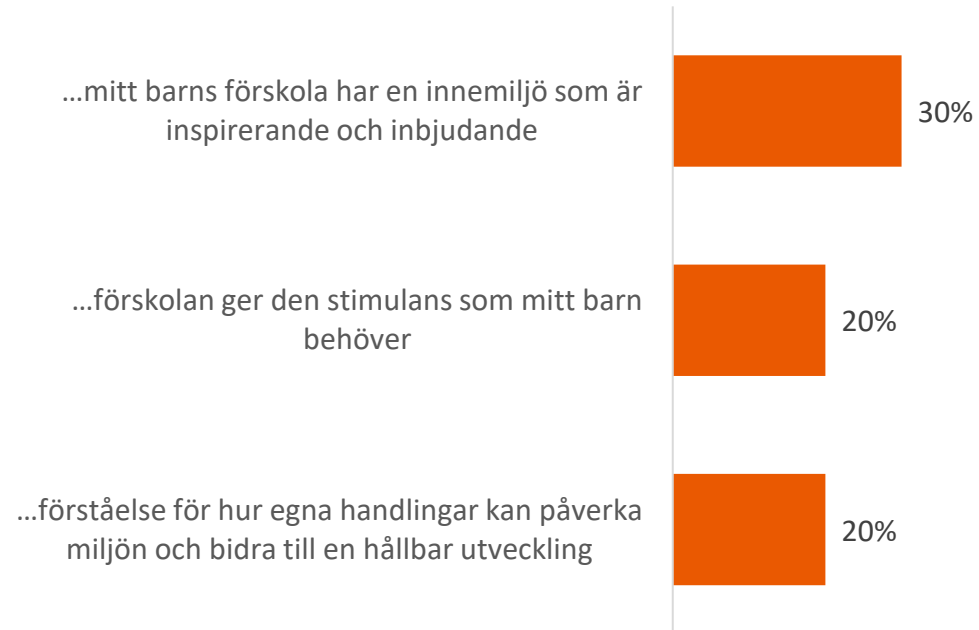 ...mitt barns förskola har en innemiljö som är
inspirerande och inbjudande
30%
...förskolan ger den stimulans som mitt barn
behöver
20%
...förståelse för hur egna handlingar kan påverka
miljön och bidra till en hållbar utveckling
20%